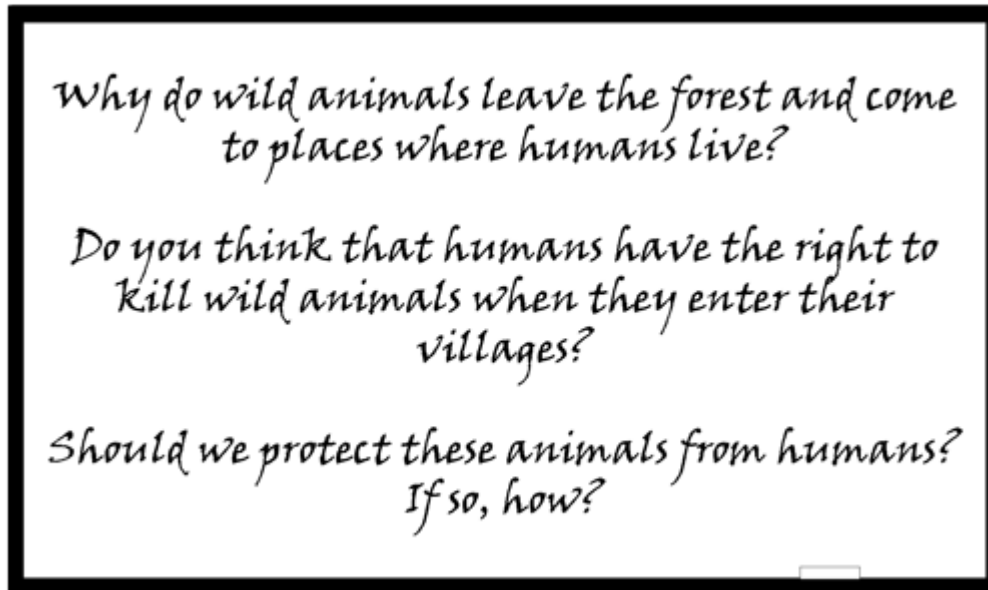 Why do wild animals leave the forest and come
to places where humans live?
Do you think that humans have the right to
kill wild animals when they enter their
villages?
Should we protect these animals from humans?
If so, how?